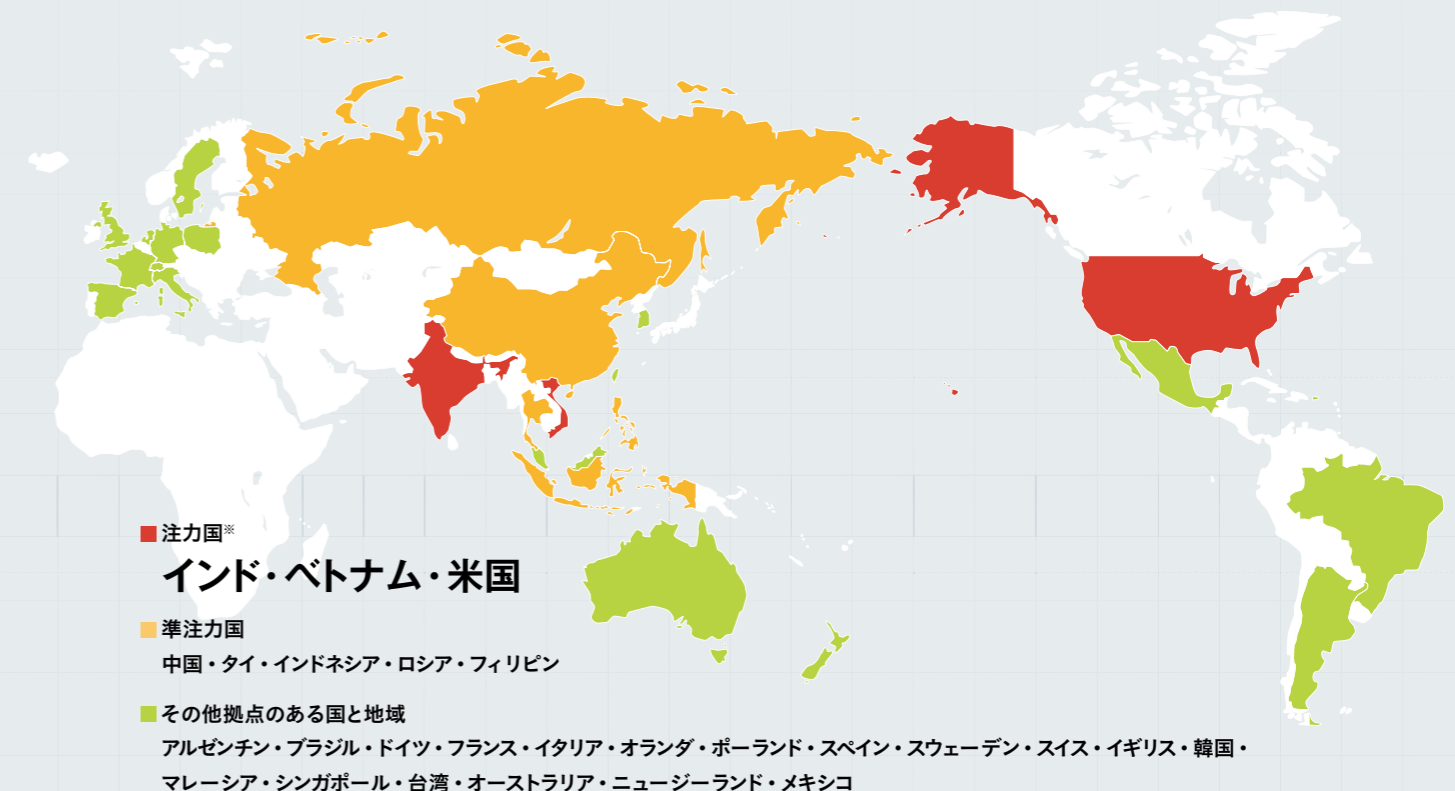 注力国※
インド・ベトナム・米国
準注力国
中国・タイ・インドネシア・ロシア・フィリピン
その他拠点のある国と地域
アルゼンチン・ブラジル・ドイツ・フランス・イタリア・オランダ・ポーランド・スペイン・スウェーデン・スイス・イギリス・韓国・
マレーシア・シンガポール・台湾・オーストラリア・ニュージーランド・メキシコ